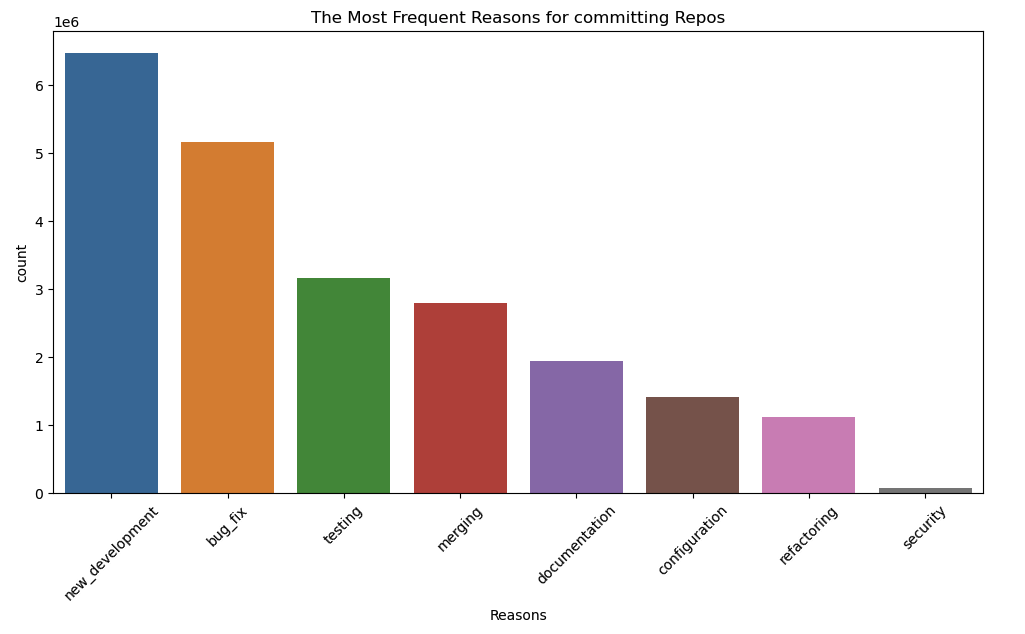 The Most Frequent Reasons for committing Repos
1e6
6
5
4
3
2
1
0
count
new_development
bug_fix
testing
merging
documentation
configuration
refactoring
security
Reasons